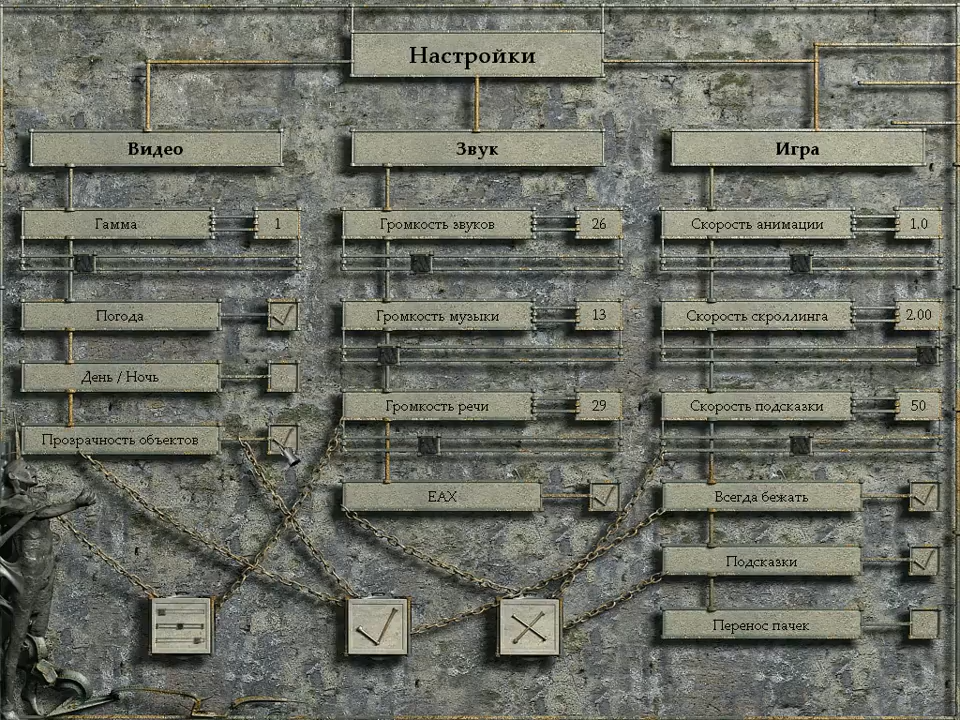 Настройки
Видео
Звук
Игра
Гамма 1
Громкость звуков 26
Скорость анимации 1.0
Погода
Громкость музыки 13
Скорость скроллинга 2.00
День / Ночь
Громкость речи 29
Скорость подсказки 50
Прозрачность объектов
EAX
Всегда бежать
Подсказки
Перенос пачек